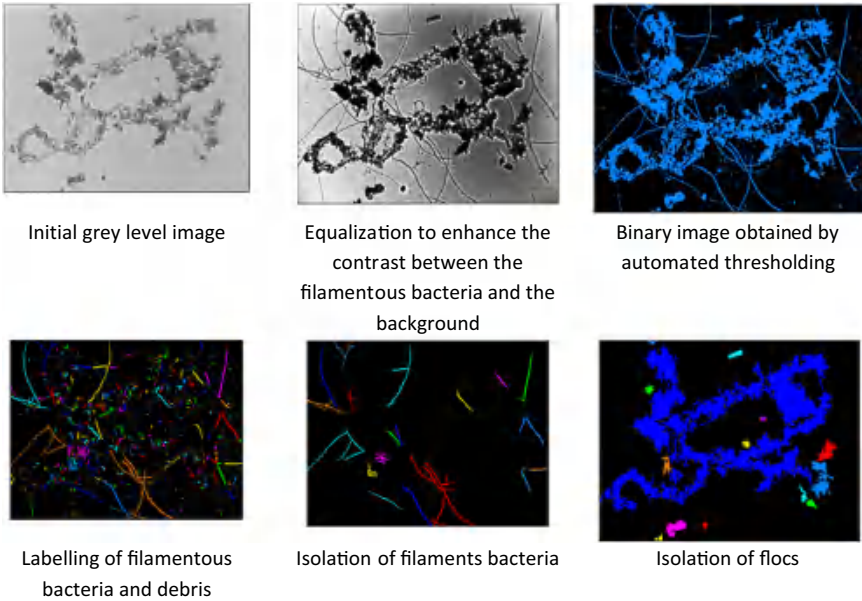 Initial grey level image
Equalization to enhance the
contrast between the
filamentous bacteria and the
background
Binary image obtained by
automated thresholding
Labelling of filamentous
bacteria and debris
Isolation of filaments bacteria
Isolation of flocs